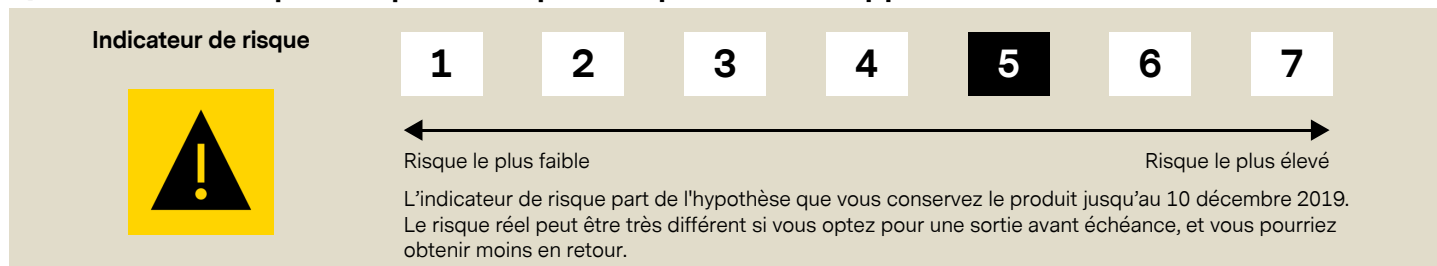 Indicateur de risque
1 2 3 4 5 6 7
Risque le plus faible
Risque le plus élevé
L’indicateur de risque part de l'hypothèse que vous conservez le produit jusqu’au 10 décembre 2019.
Le risque réel peut être très différent si vous optez pour une sortie avant échéance, et vous pourriez
obtenir moins en retour.